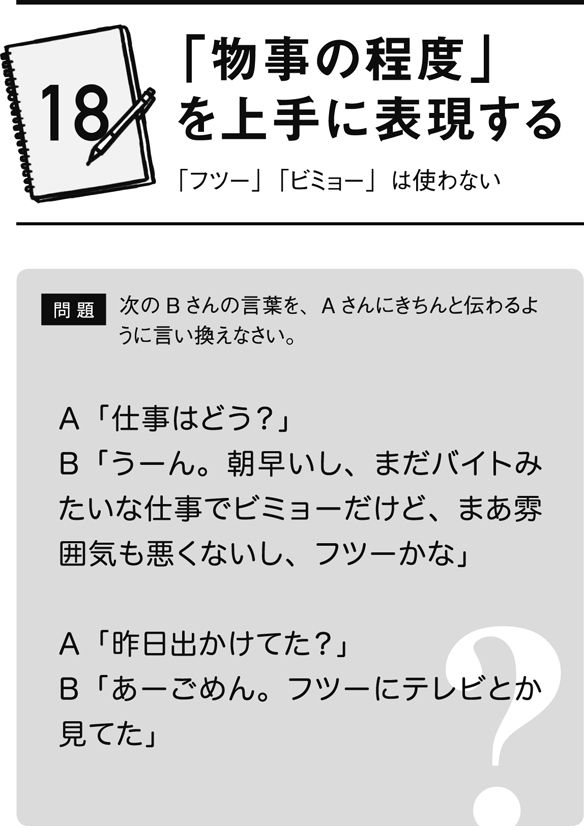 18
「物事の程度」
を上手に表現する
「フツー」「ビミョー」は使わない
問題
次のBさんの言葉を、Aさんにきちんと伝わるよ
うに言い換えなさい。
A「仕事はどう？」
B「うーん。朝早いし、まだバイトみ
たいな仕事でビミョーだけど、まあ雰
囲気も悪くないし、フツーかな」
A「昨日出かけてた？」
B「あーごめん。フツーにテレビとか
見てた」
?